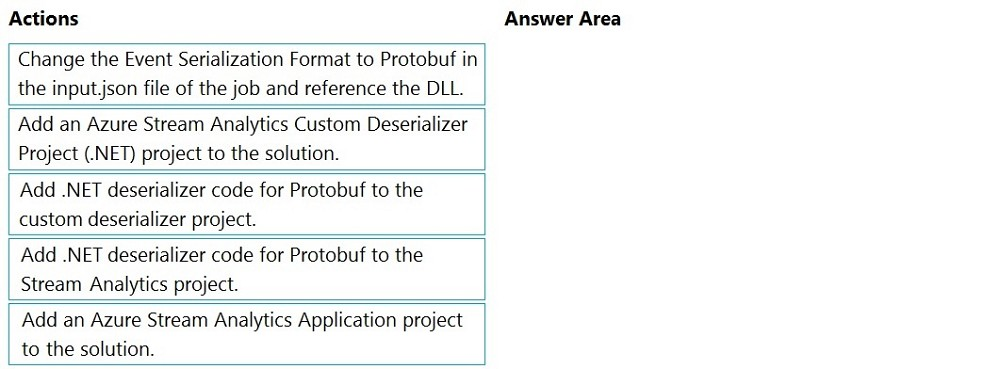 Actions
Answer Area
Change the Event Serialization Format to Protobuf in
the input.json file of the job and reference the DLL.
Add an Azure Stream Analytics Custom Deserializer
Project (.NET) project to the solution.
Add .NET deserializer code for Protobuf to the
custom deserializer project.
Add .NET deserializer code for Protobuf to the
Stream Analytics project.
Add an Azure Stream Analytics Application project
to the solution.